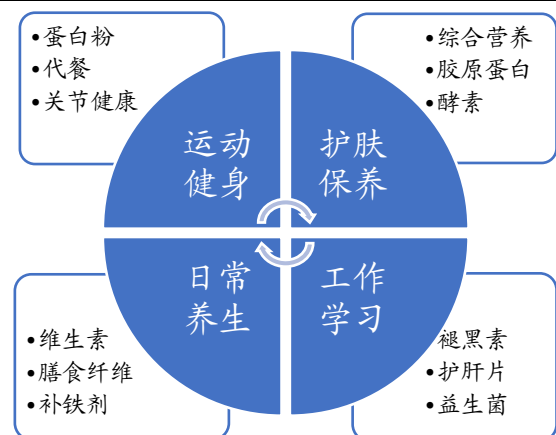 •蛋白粉
•代餐
•关节健康
•综合营养
•胶原蛋白
•酵素
运动
健身
护肤
保养
日常
养生
工作
学习
•维生素
•膳食纤维
•补铁剂
褪黑素
•护肝片
•益生菌